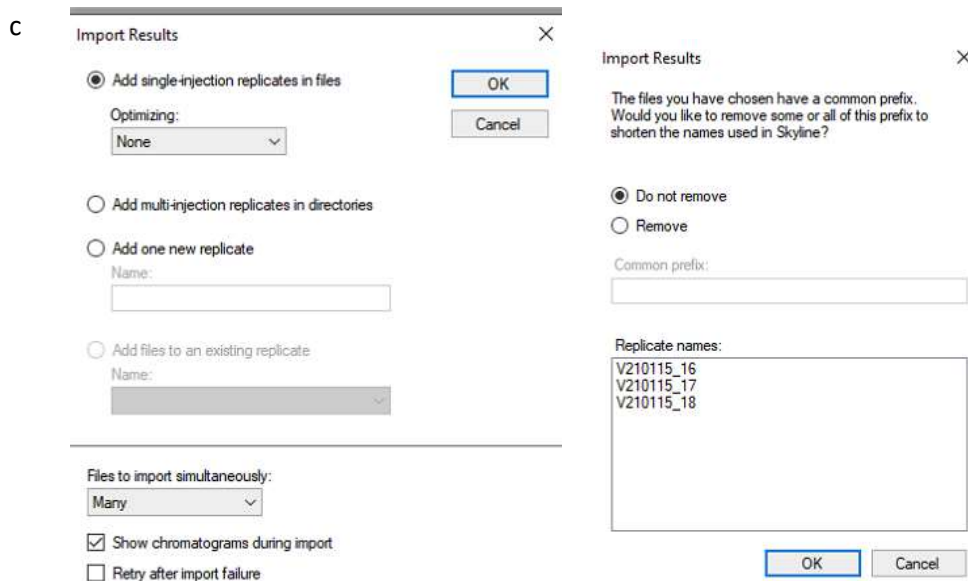 c
Import Results
Add single-injection replicates in files
OK
Optimizing:
None
Cancel
Add multi-injection replicates in directories
Add one new replicate
Name:
Add files to an existing replicate
Name:
Files to import simultaneously:
Many
Show chromatograms during import
Retry after import failure
Import Results
The files you have chosen have a common prefix.
Would you like to remove some or all of this prefix to
shorten the names used in Skyline?
Do not remove
Remove
Common prefix:
Replicate names:
V210115_16
V210115_17
V210115_18
OK
Cancel